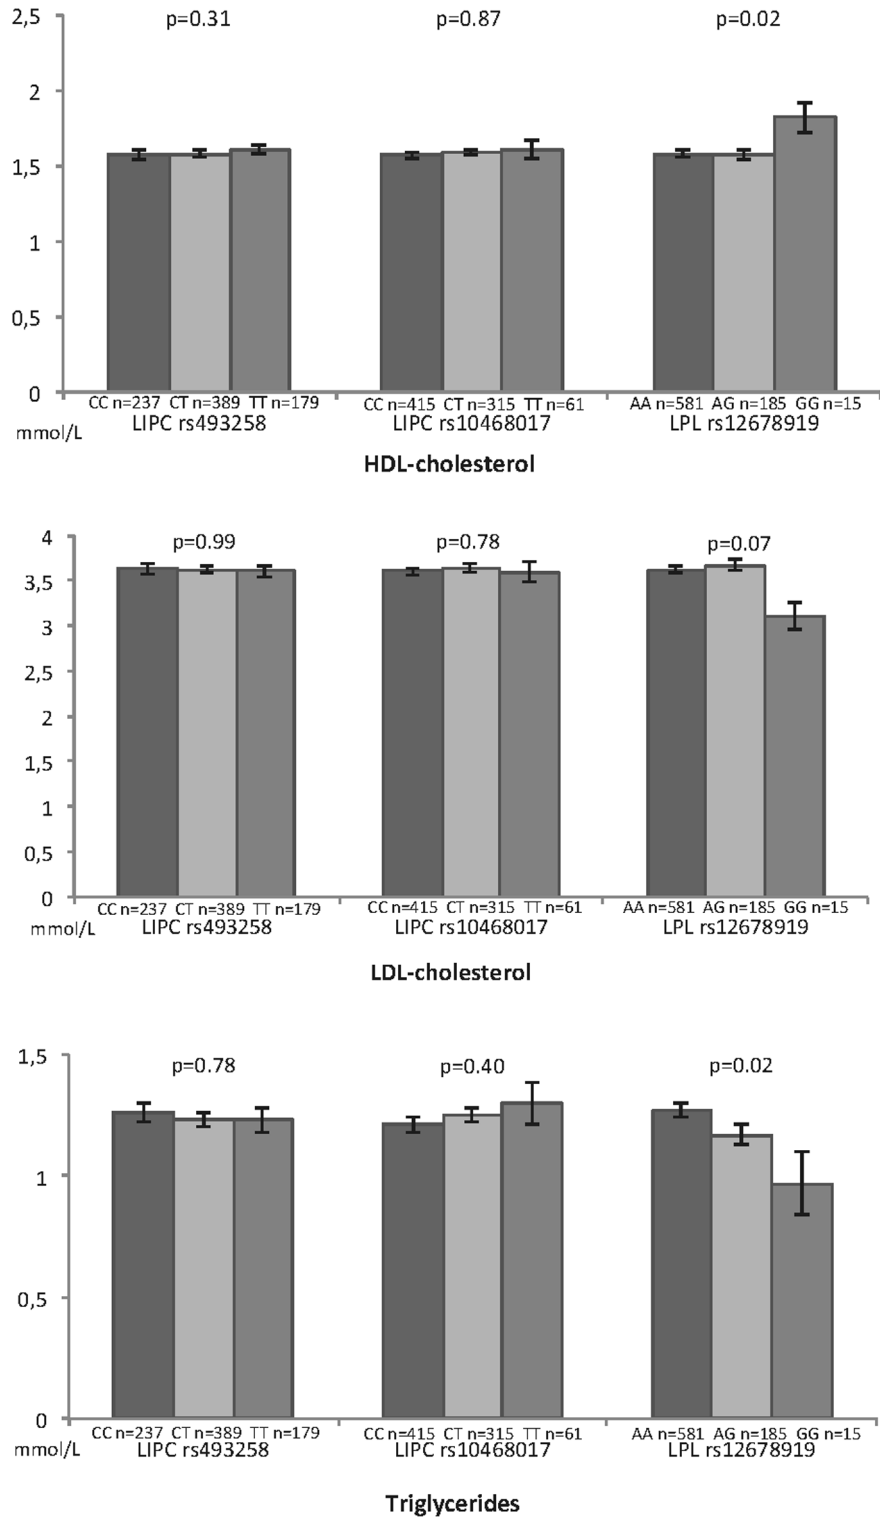 2,5
p=0.31 p=0.87 p=0.02
2
1,5
1
0,5
0
CC n=237 CT n=389 TT n=179 CC n=415 CT n=315 TT n=61 AA n=581 AG n=185 GG n=15
mmol/L LIPC rs493258 LIPC rs10468017 LPL rs12678919
HDL-cholesterol
4
p=0.99 p=0.78 p=0.07
3,5
3
2,5
2
1,5
1
0,5
0
CC n=237 CT n=389 TT n=179 CC n=415 CT n=315 TT n=61 AA n=581 AG n=185 GG n=15
mmol/L LIPC rs493258 LIPC rs10468017 LPL rs12678919
LDL-cholesterol
1,5
p=0.78 p=0.40 p=0.02
1
0,5
0
CC n=237 CT n=389 TT n=179 CC n=415 CT n=315 TT n=61 AA n=581 AG n=185 GG n=15
mmol/L LIPC rs493258 LIPC rs10468017 LPL rs12678919
Triglycerides